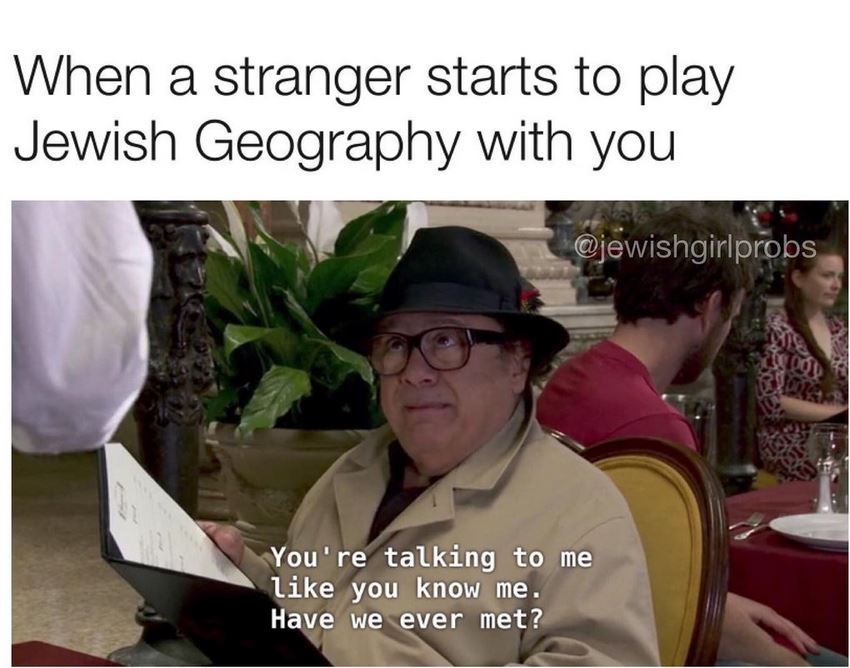 When a stranger starts to play
Jewish Geography with you
@jewishgirlprobs
You're talking to me
like you know me.
Have we ever met?